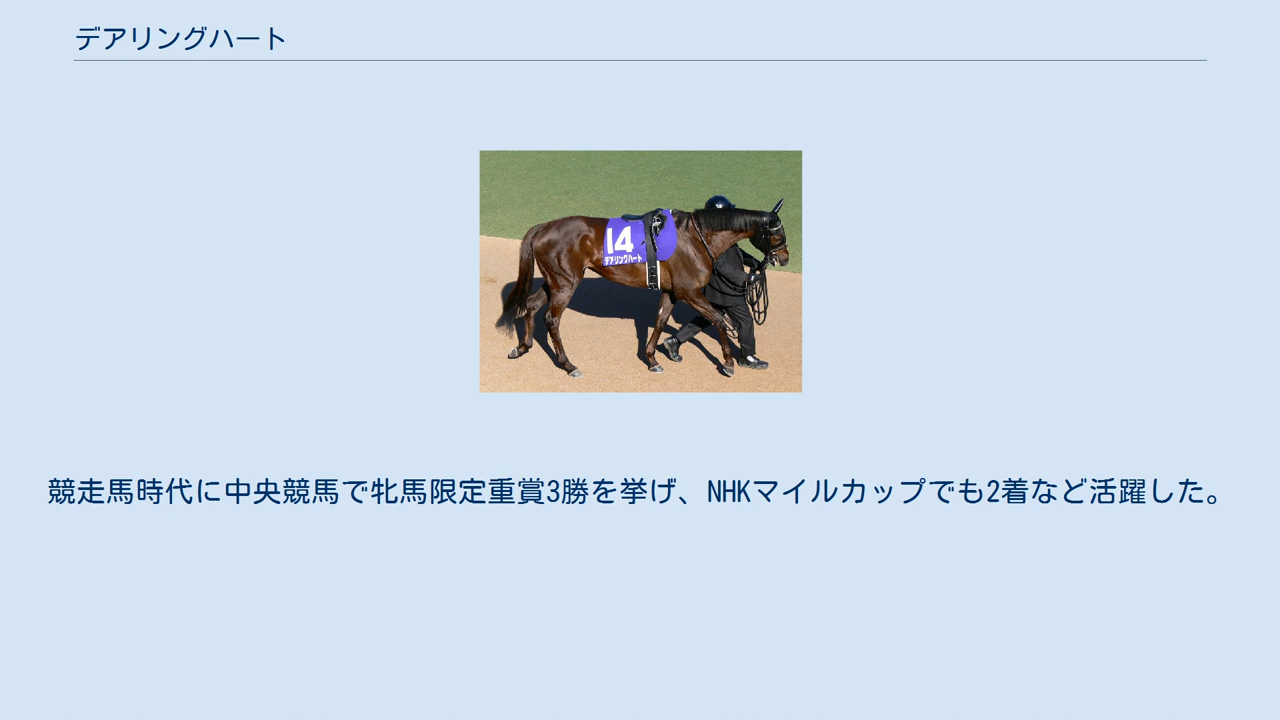 デアリングハート
14
デアリングハート
競走馬時代に中央競馬で牝馬限定重賞3勝を挙げ、NHKマイルカップでも2着など活躍した。